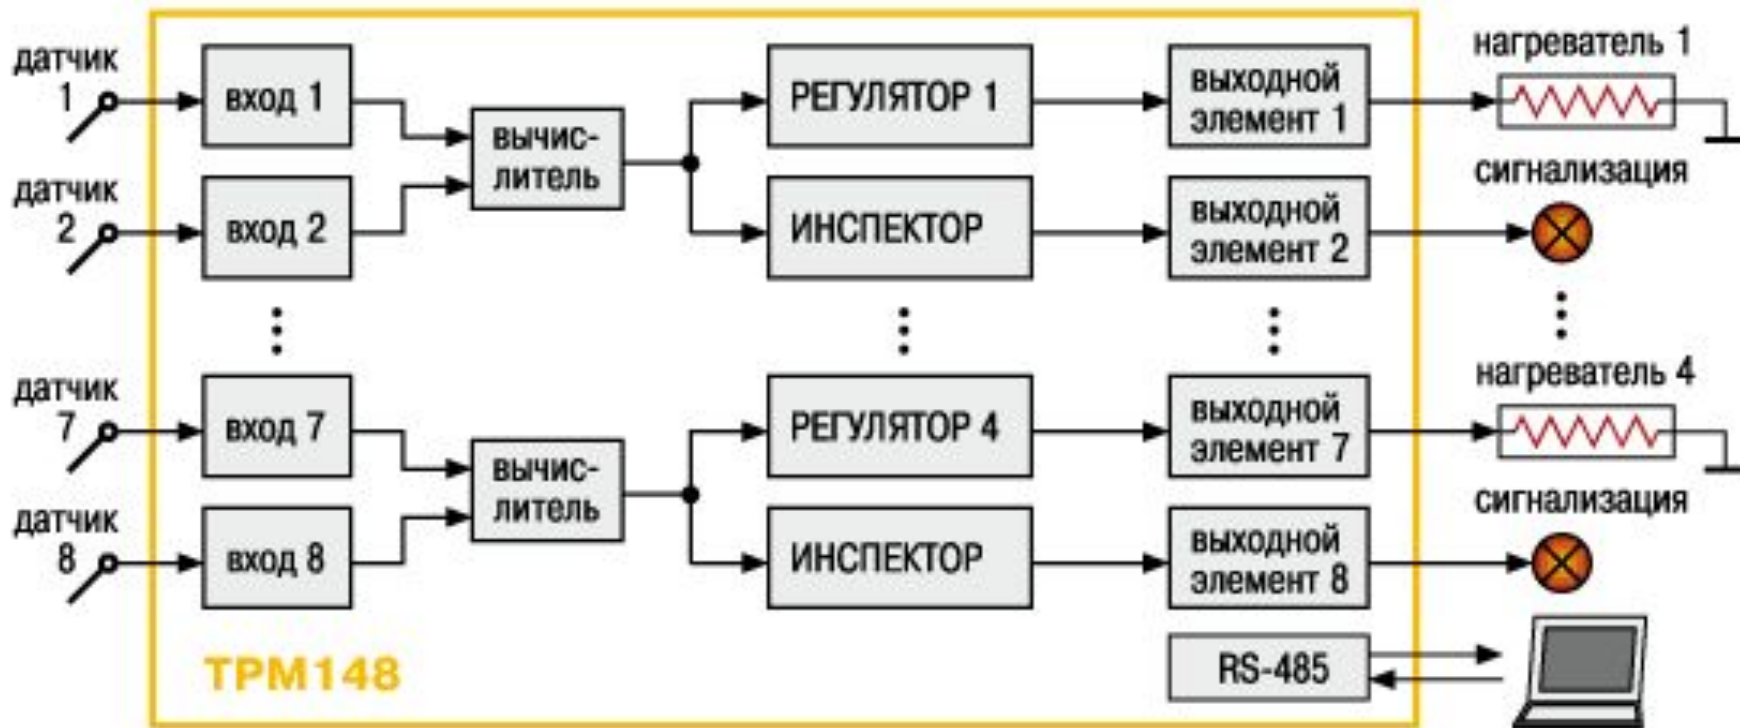 датчик
1
вход 1
вычис-
литель
РЕГУЛЯТОР 1
выходной
элемент 1
нагреватель 1
датчик
2
вход 2
ИНСПЕКТОР
выходной
элемент 2
сигнализация
датчик
7
вход 7
вычис-
литель
РЕГУЛЯТОР 4
выходной
элемент 7
нагреватель 4
датчик
8
вход 8
ИНСПЕКТОР
выходной
элемент 8
сигнализация
RS-485
ТРМ148